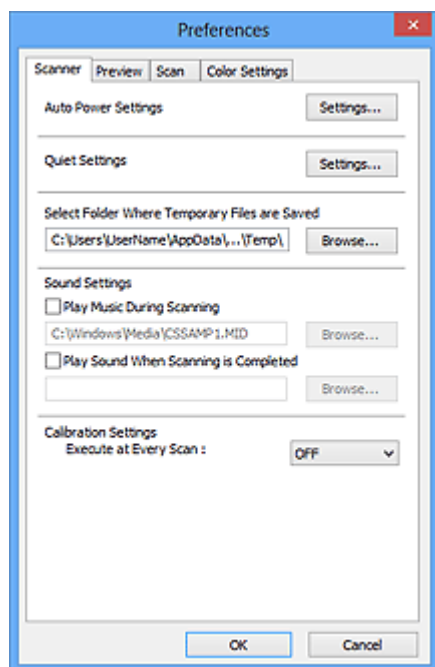 Preferences
Scanner Preview Scan Color Settings
Auto Power Settings Settings...
Quiet Settings Settings...
Select Folder Where Temporary Files are Saved
C:\Users\UserName\AppData\,...\Temp\, Browse...
Sound Settings
Play Music During Scanning
C:\Windows\Media\CSSAMP1.MID Browse...
Play Sound When Scanning is Completed
Browse...
Calibration Settings
Execute at Every Scan : OFF
OK Cancel